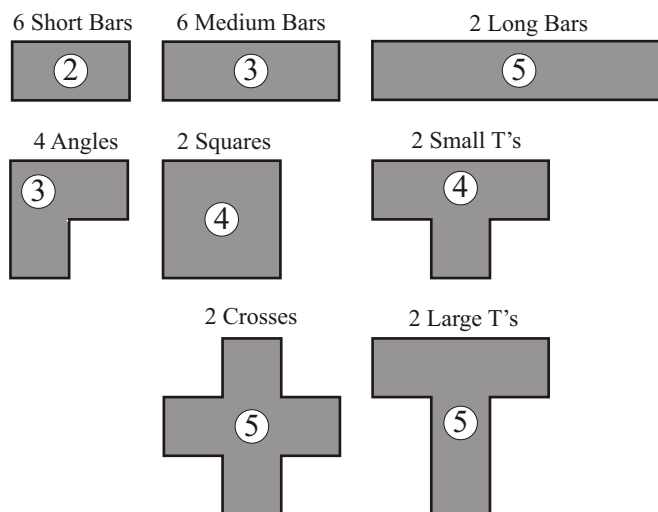 6 Short Bars 6 Medium Bars 2 Long Bars
2 3 5
4 Angles 2 Squares 2 Small T's
3 4 4
2 Crosses 2 Large T's
5 5